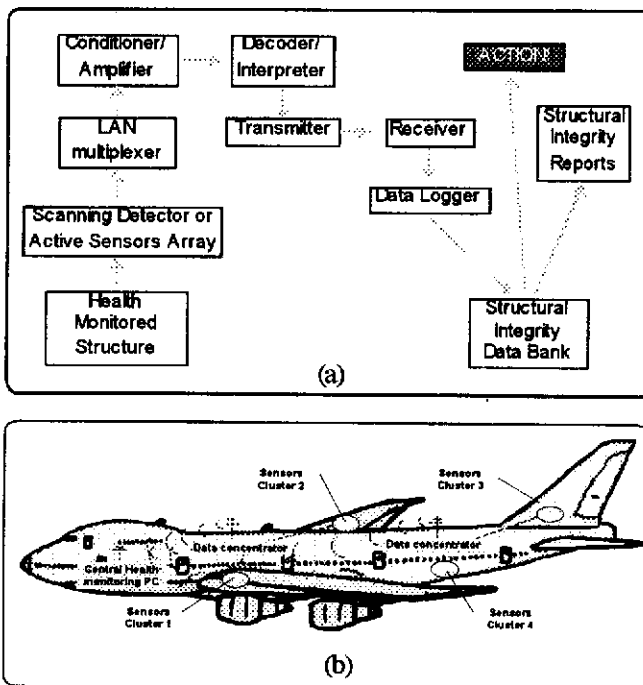 Conditioner/
Amplifier
Decoder/
Interpreter
ACTION!
LAN
multiplexer
Transmitter
Receiver
Structural
Integrity
Reports
Scanning Detector or
Active Sensors Array
Data Logger
Health
Monitored
Structure
Structural
Integrity
Data Bank
(a)
Sensors
Cluster 2
Sensors
Cluster 3
Data concentrator
Data concentrator
Central Health
monitoring PC
Sensors
Cluster 1
Sensors
Cluster 4
(b)